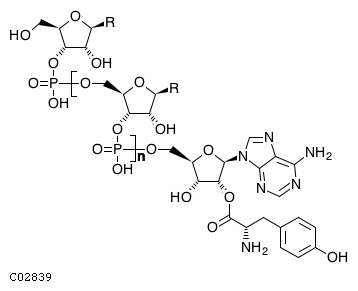 O R
HO
O OH
O=P O O R
OH
O OH
O=P O O N N
OH n N N NH2
HO O
O
NH2 OH
C02839